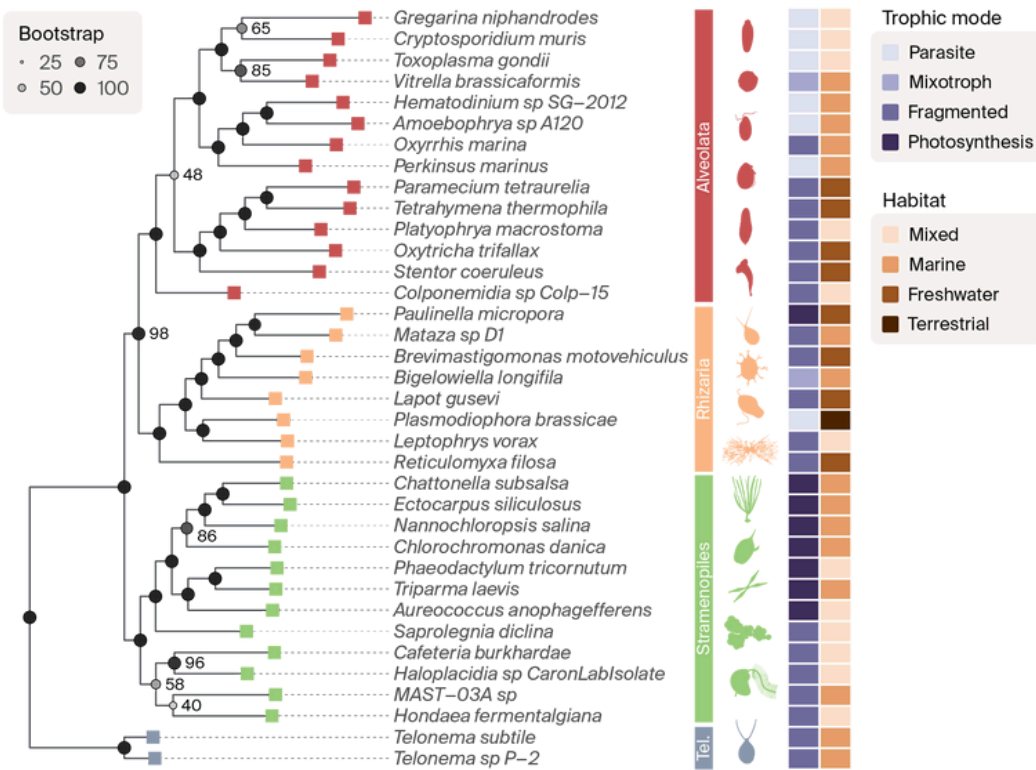 Bootstrap
25 75
50 100
65
85
48
98
86
96
58
40
Gregarina niphandrodes
Cryptosporidium muris
Toxoplasma gondii
Vitrella brassicaformis
Hematodinium sp SG–2012
Amoebophrya sp A120
Oxyrrhis marina
Perkinsus marinus
Paramecium tetraurelia
Tetrahymena thermophila
Platyophrya macrostoma
Oxytricha trifallax
Stentor coeruleus
Colponemidia sp Colp–15
Paulinella micropora
Mataza sp D1
Brevimastigomonas motovehiculus
Bigelowiella longifila
Lapot gusevi
Plasmodiophora brassicae
Leptophrys vorax
Reticulomyxa filosa
Chattonella subsalsa
Ectocarpus siliculosus
Nannochloropsis salina
Chlorochromonas danica
Phaeodactylum tricornutum
Triparma laevis
Aureococcus anophagefferens
Saprolegnia diclina
Cafeteria burkhardae
Haloplacidia sp CaronLabIsolate
MAST–03A sp
Hondaea fermentalgiana
Telonema subtile
Telonema sp P–2
Alveolata
Rhizaria
Stramenopiles
Tel.
Trophic mode
Parasite
Mixotroph
Fragmented
Photosynthesis
Habitat
Mixed
Marine
Freshwater
Terrestrial